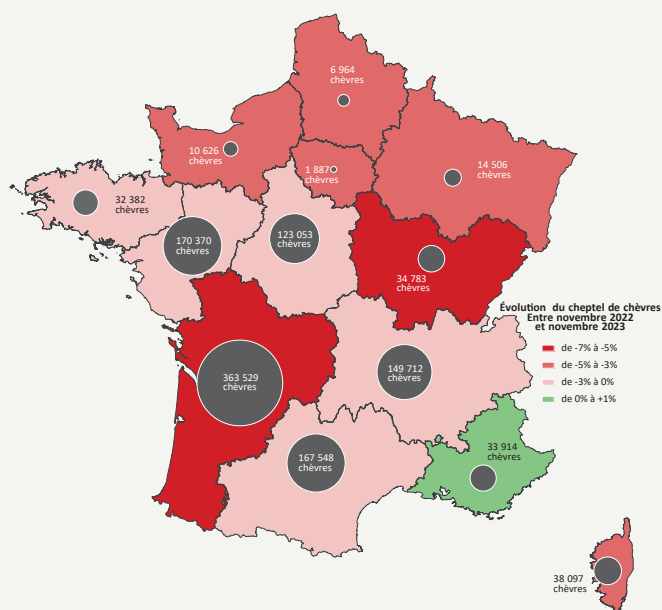 6 964
chèvres
10 626
chèvres
1 887
chèvres
14 506
chèvres
32 382
chèvres
170 370
chèvres
123 053
chèvres
34 783
chèvres
Évolution du cheptel de chèvres
Entre novembre 2022
et novembre 2023
de -7% à -5%
de -5% à -3%
de -3% à 0%
de 0% à +1%
363 529
chèvres
149 712
chèvres
167 548
chèvres
33 914
chèvres
38 097
chèvres